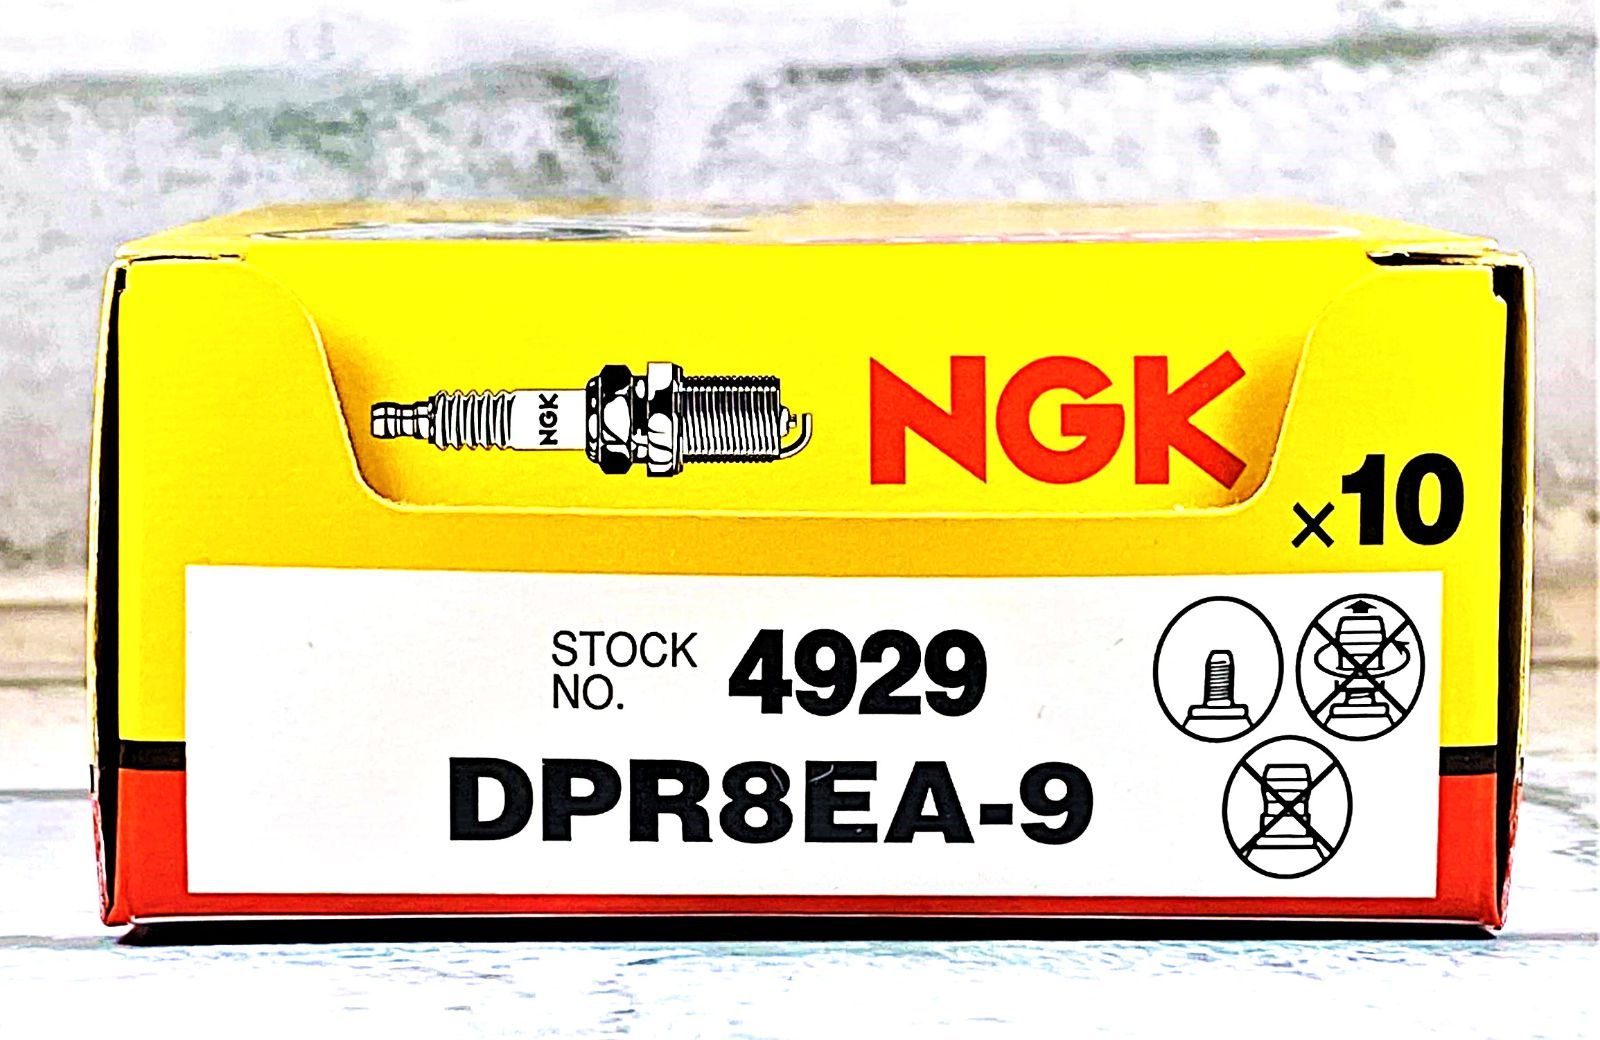 NGK
NGK
×10
STOCK NO. 4929
DPR8EA-9